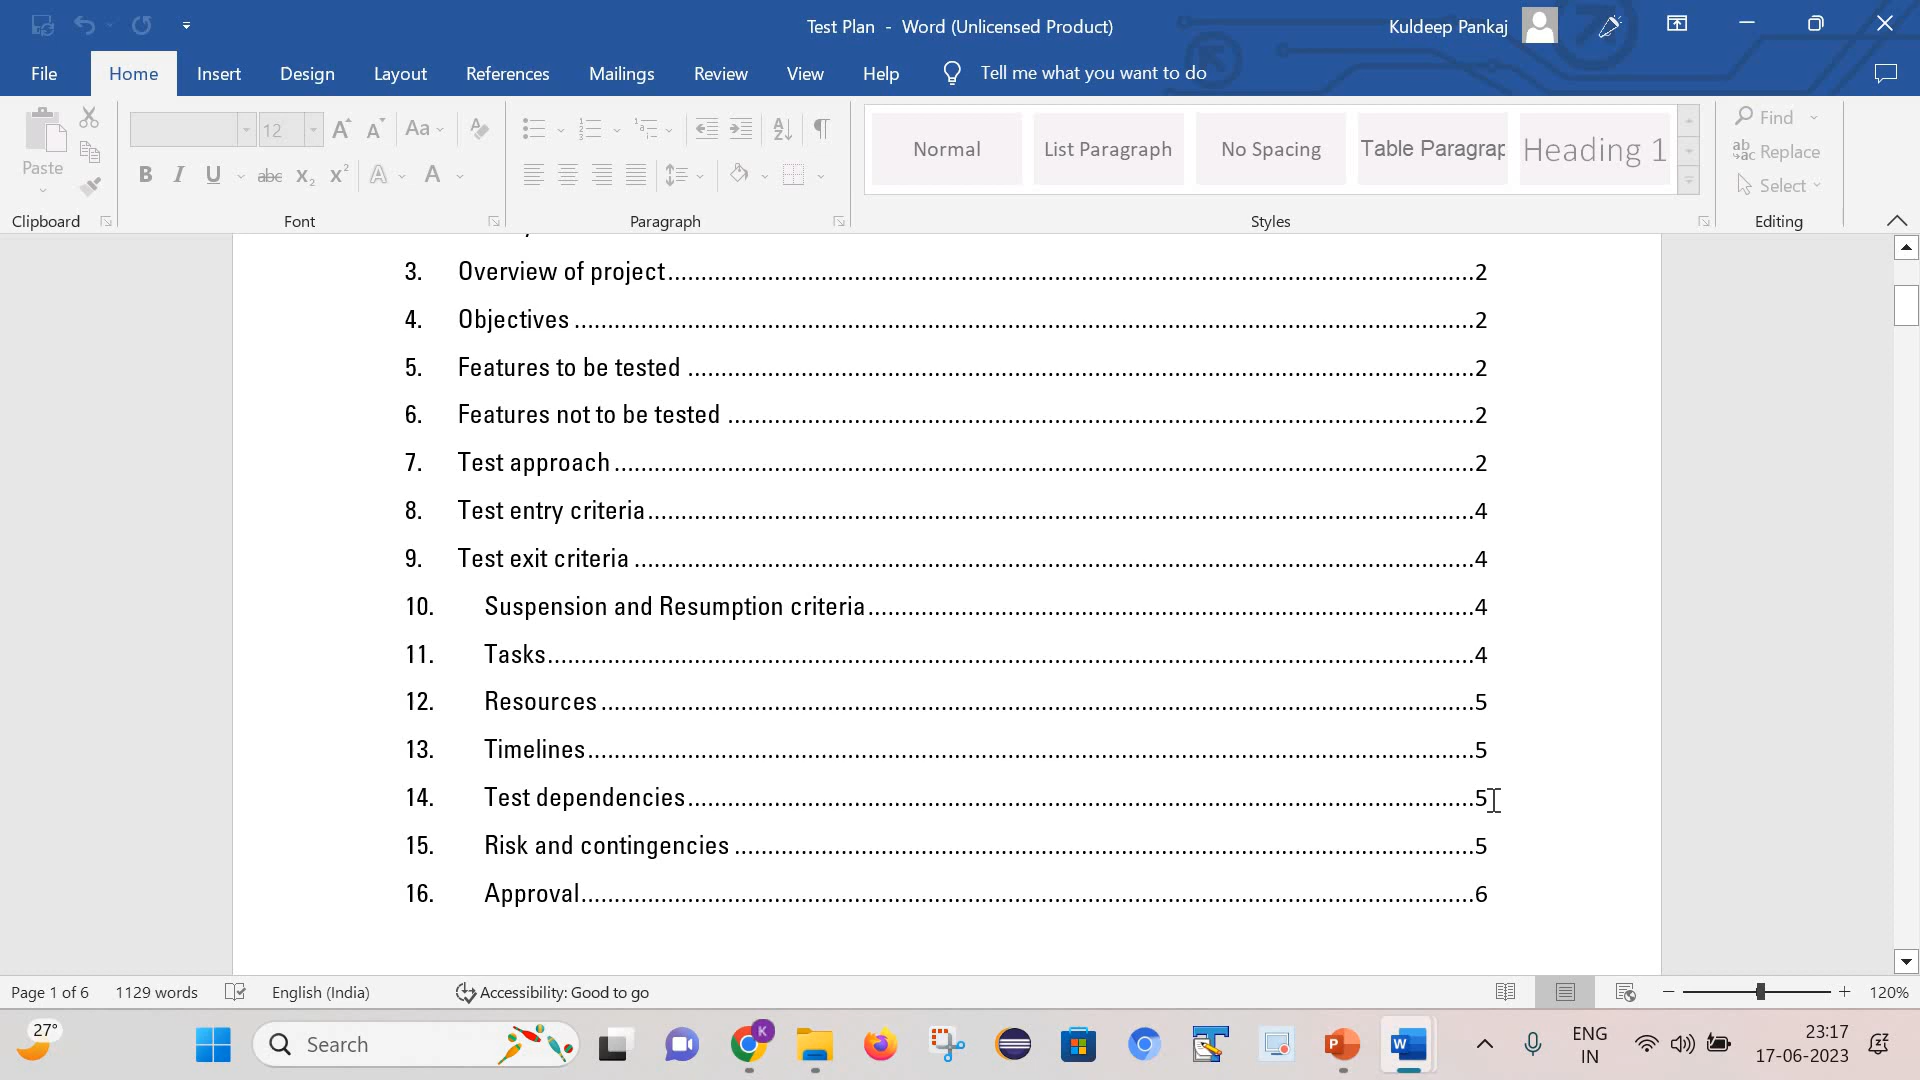 Test Plan - Word (Unlicensed Product)
Kuldeep Pankaj
File Home Insert Design Layout References Mailings Review View Help Tell me what you want to do
Paste
12
Aa
Normal
List Paragraph
No Spacing
Table Paragrap
Heading 1
Find
Replace
Select
Clipboard
Font
Paragraph
Styles
Editing
3. Overview of project 2
4. Objectives 2
5. Features to be tested 2
6. Features not to be tested 2
7. Test approach 2
8. Test entry criteria 4
9. Test exit criteria 4
10. Suspension and Resumption criteria 4
11. Tasks 4
12. Resources 5
13. Timelines 5
14. Test dependencies 5
15. Risk and contingencies 5
16. Approval 6
Page 1 of 6 1129 words English (India) Accessibility: Good to go 120%
27°
Search
ENG
IN
23:17
17-06-2023